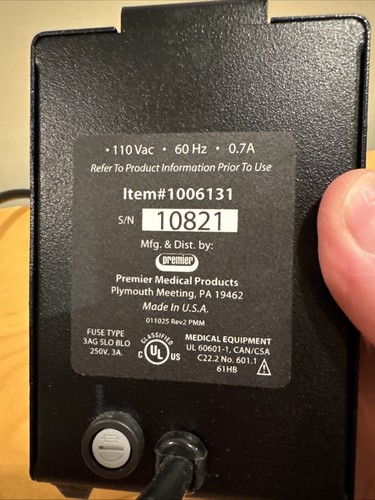 • 110 Vac • 60 Hz • 0.7A
Refer To Product Information Prior To Use
Item#1006131
S/N 10821
Mfg. & Dist. by:
premier
Premier Medical Products
Plymouth Meeting, PA 19462
Made In U.S.A.
011025 Rev2 PMM
FUSE TYPE
3AG SLO BLO
250V, 3A.
CLASSIFIED
C UL US
MEDICAL EQUIPMENT
UL 60601-1, CAN/CSA
C22.2 No. 601.1
61HB